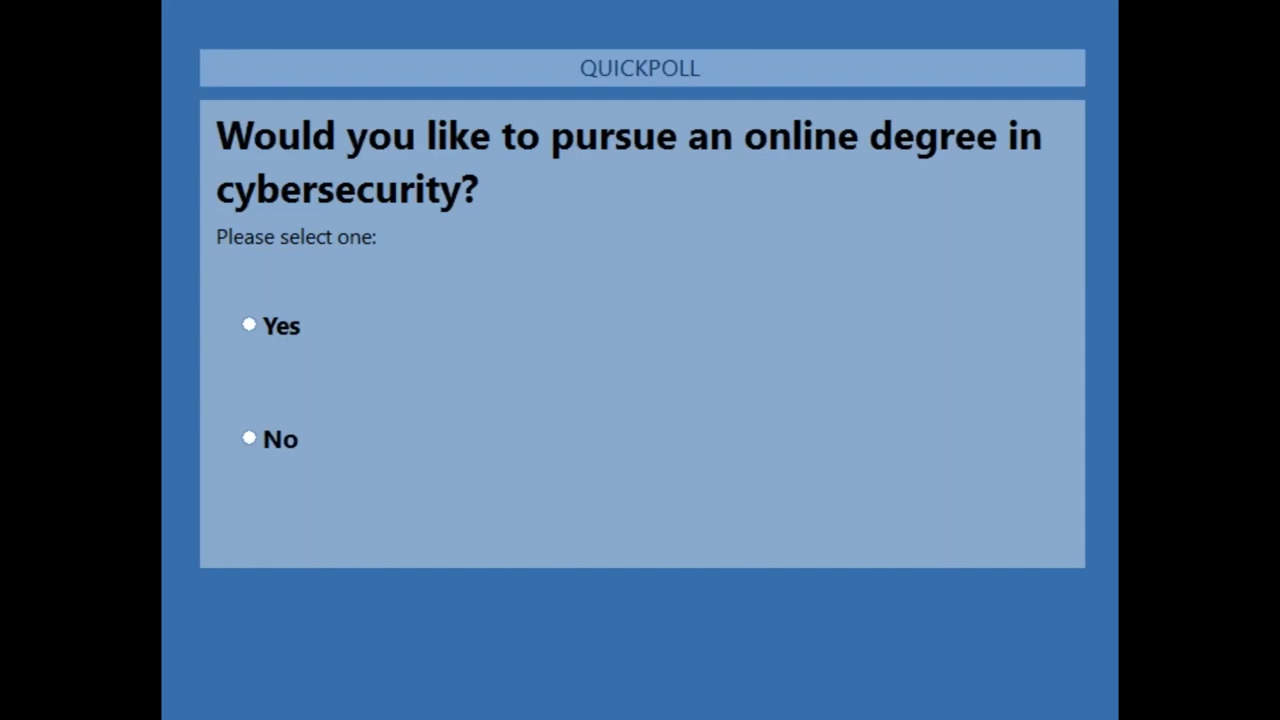 QUICKPOLL
Would you like to pursue an online degree in
cybersecurity?
Please select one:
Yes
No